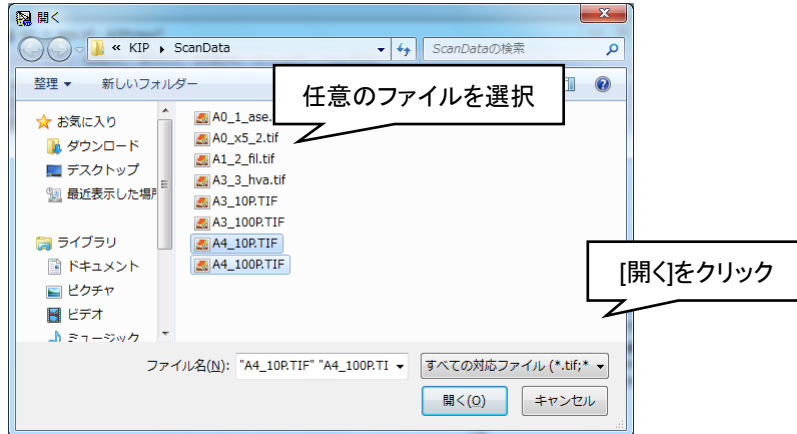 開く
« KIP ▸ ScanData
ScanDataの検索
整理 ▼ 新しいフォルダー
任意のファイルを選択
お気に入り
ダウンロード
デスクトップ
最近表示した場所
ライブラリ
ドキュメント
ピクチャ
ビデオ
ミュージック
A0_1_ase.
A0_x5_2.tif
A1_2_fil.tif
A3_3_hva.tif
A3_10P.TIF
A3_100P.TIF
A4_10P.TIF
A4_100P.TIF
[開く]をクリック
ファイル名(N): "A4_10P.TIF" "A4_100P.TI
すべての対応ファイル (*.tif;*
開く(O) キャンセル